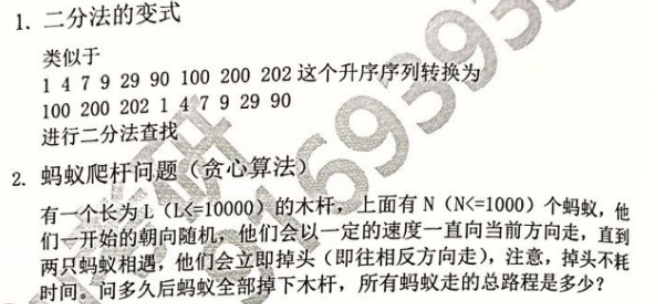 1. 二分法的变式
类似于
1 4 7 9 29 90 100 200 202 这个升序序列转换为
100 200 202 1 4 7 9 29 90
进行二分法查找
2. 蚂蚁爬杆问题（贪心算法）
有一个长为 L（L<=10000）的木杆，上面有 N（N<=1000）个蚂蚁，他
们一开始的朝向随机，他们会以一定的速度一直向当前方向走，直到
两只蚂蚁相遇，他们会立即掉头（即往相反方向走），注意，掉头不耗
时间。问多久后蚂蚁全部掉下木杆，所有蚂蚁走的总路程是多少？